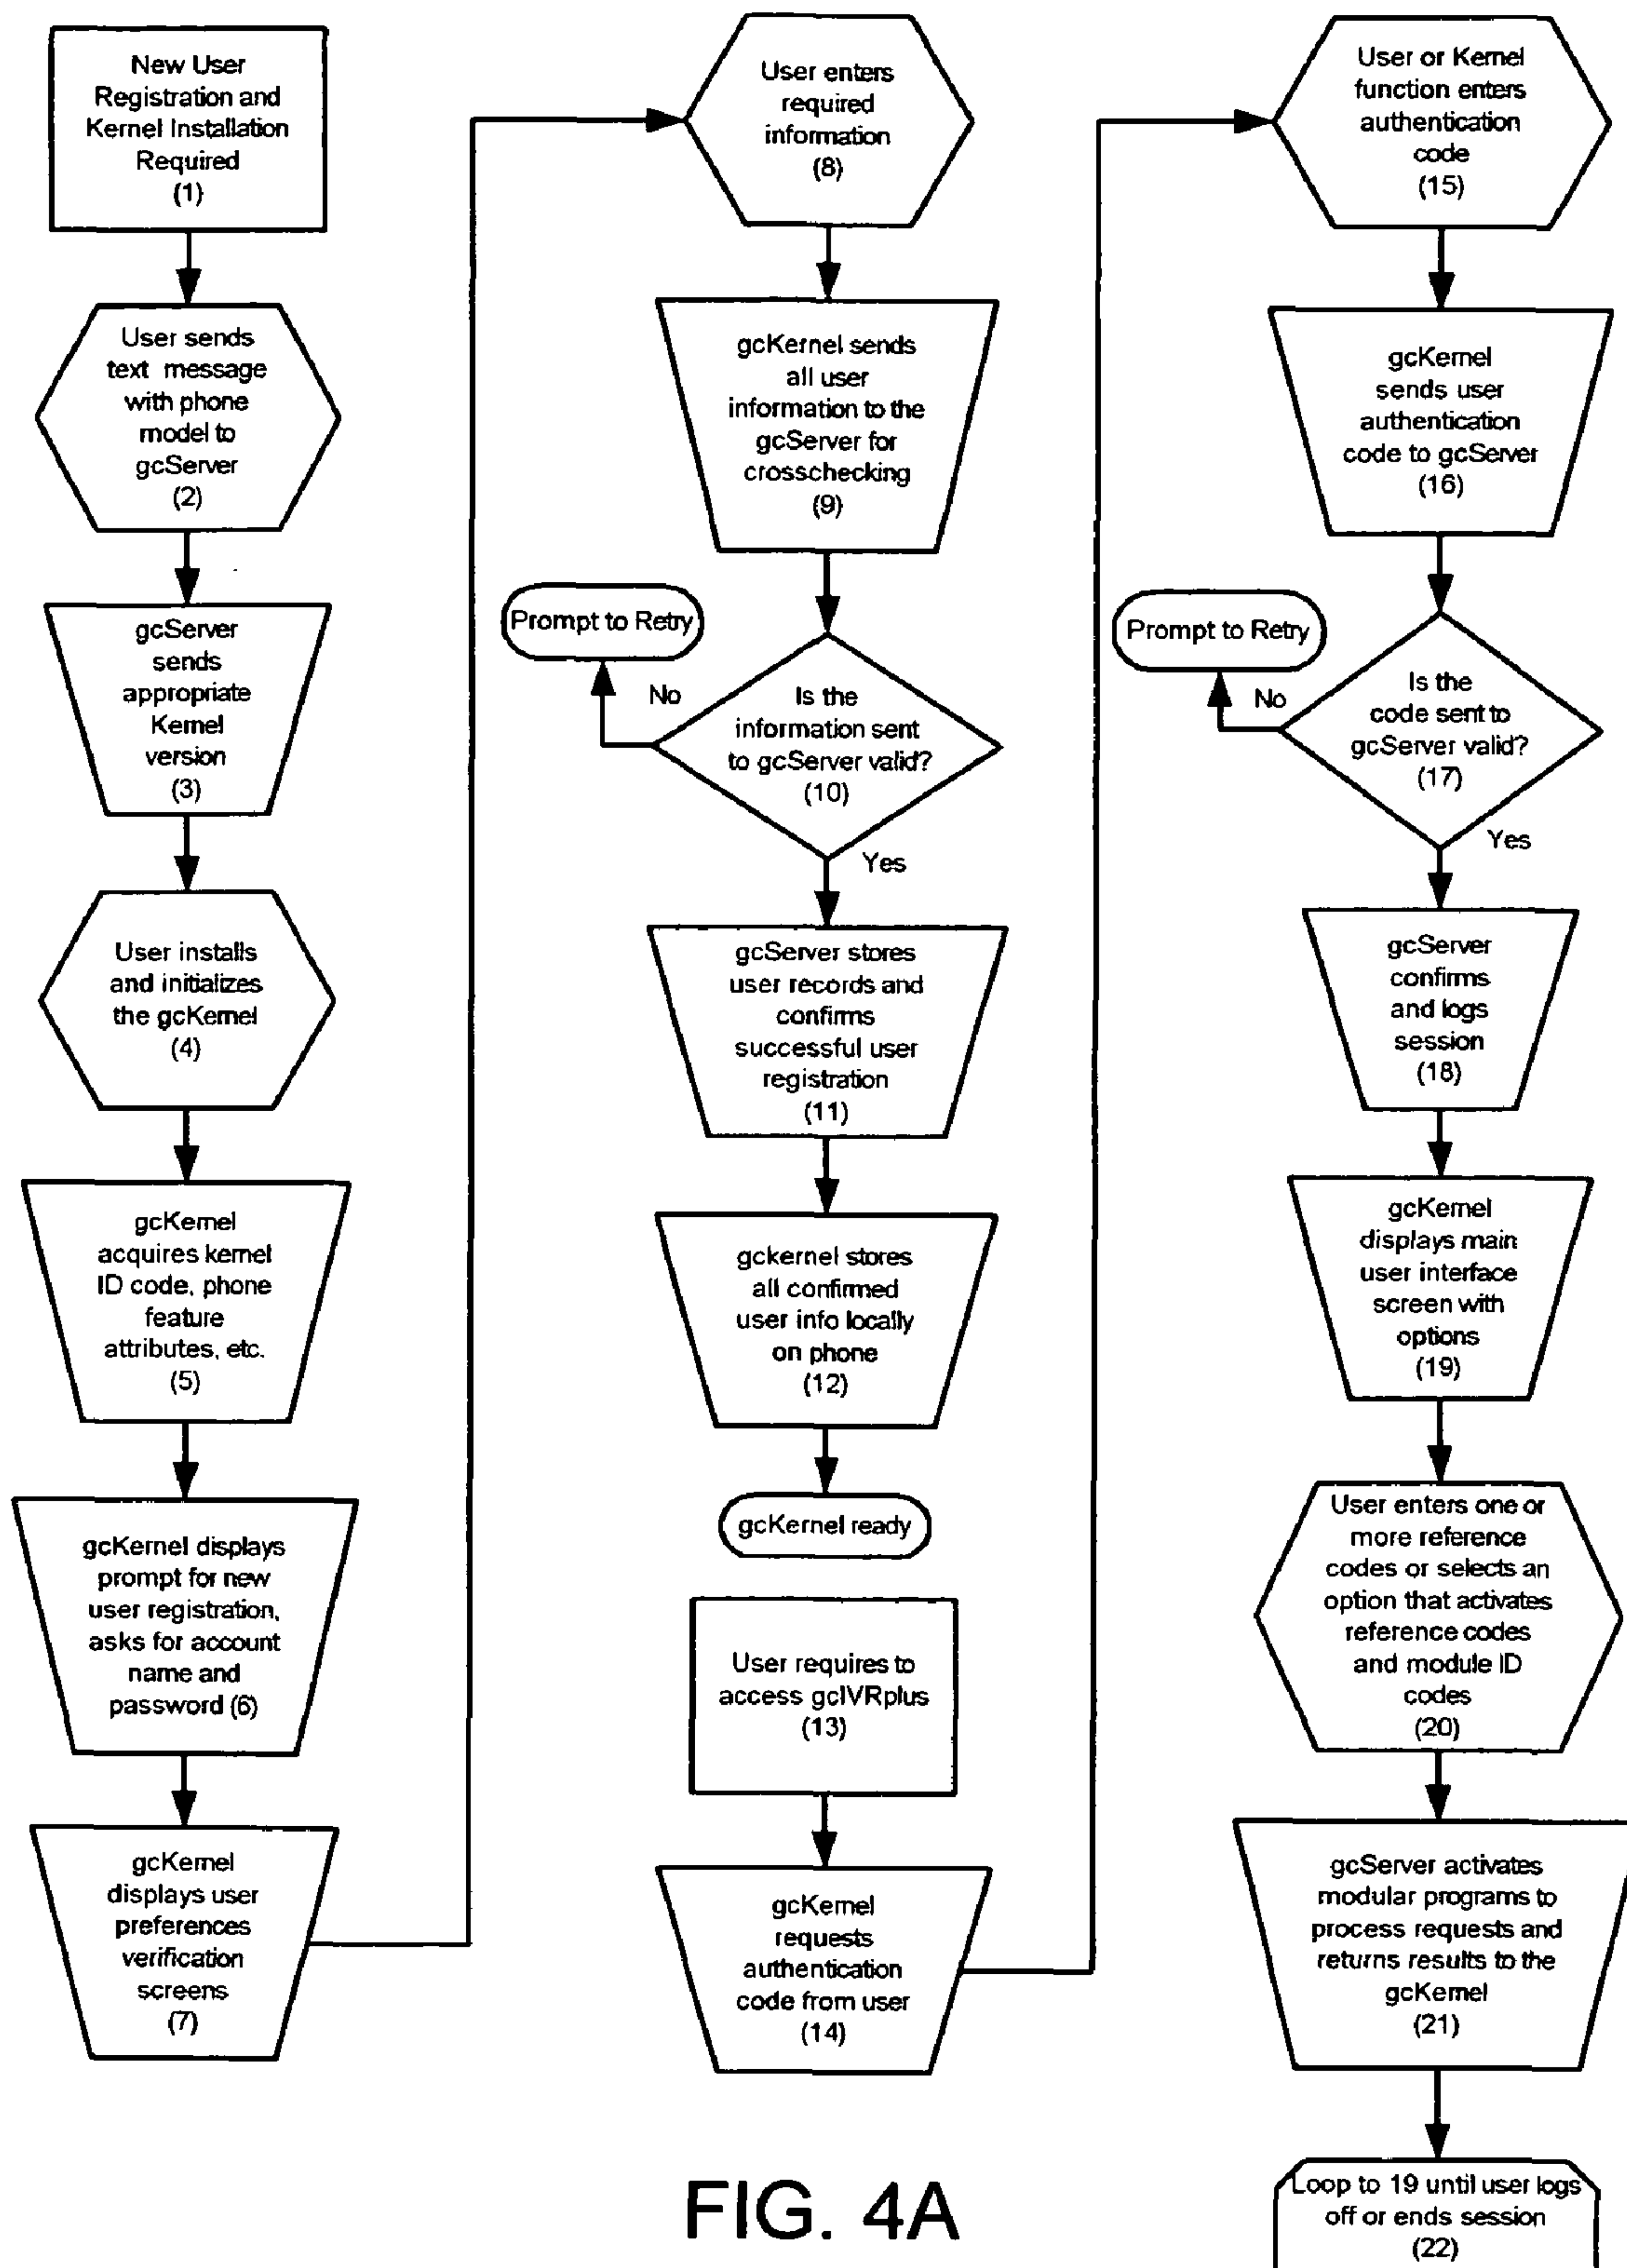 New User
Registration and
Kernel Installation
Required
(1)
User sends
text message
with phone
model to
gcServer
(2)
gcServer
sends
appropriate
Kernel
version
(3)
User installs
and initializes
the gcKernel
(4)
gcKernel
acquires kernel
ID code, phone
feature
attributes, etc.
(5)
gcKernel displays
prompt for new
user registration,
asks for account
name and
password (6)
gcKernel
displays user
preferences
verification
screens
(7)
User enters
required
information
(8)
gcKernel sends
all user
information to the
gcServer for
crosschecking
(9)
Prompt to Retry
No
Is the
information sent
to gcServer valid?
(10)
Yes
gcServer stores
user records and
confirms
successful user
registration
(11)
gckernel stores
all confirmed
user info locally
on phone
(12)
gcKernel ready
User requires to
access gcIVRplus
(13)
gcKernel
requests
authentication
code from user
(14)
User or Kernel
function enters
authentication
code
(15)
gcKernel
sends user
authentication
code to gcServer
(16)
Prompt to Retry
No
Is the
code sent to
gcServer valid?
(17)
Yes
gcServer
confirms
and logs
session
(18)
gcKernel
displays main
user interface
screen with
options
(19)
User enters one or
more reference
codes or selects an
option that activates
reference codes
and module ID
codes
(20)
gcServer activates
modular programs to
process requests and
returns results to the
gcKernel
(21)
Loop to 19 until user logs
off or ends session
(22)
FIG. 4A